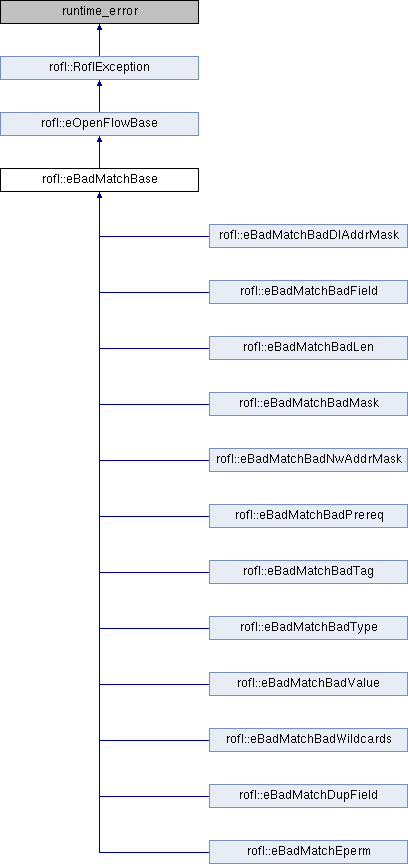 runtime_error
rofl::RoflException
rofl::eOpenFlowBase
rofl::eBadMatchBase
rofl::eBadMatchBadDlAddrMask
rofl::eBadMatchBadField
rofl::eBadMatchBadLen
rofl::eBadMatchBadMask
rofl::eBadMatchBadNwAddrMask
rofl::eBadMatchBadPrereq
rofl::eBadMatchBadTag
rofl::eBadMatchBadType
rofl::eBadMatchBadValue
rofl::eBadMatchBadWildcards
rofl::eBadMatchDupField
rofl::eBadMatchEperm